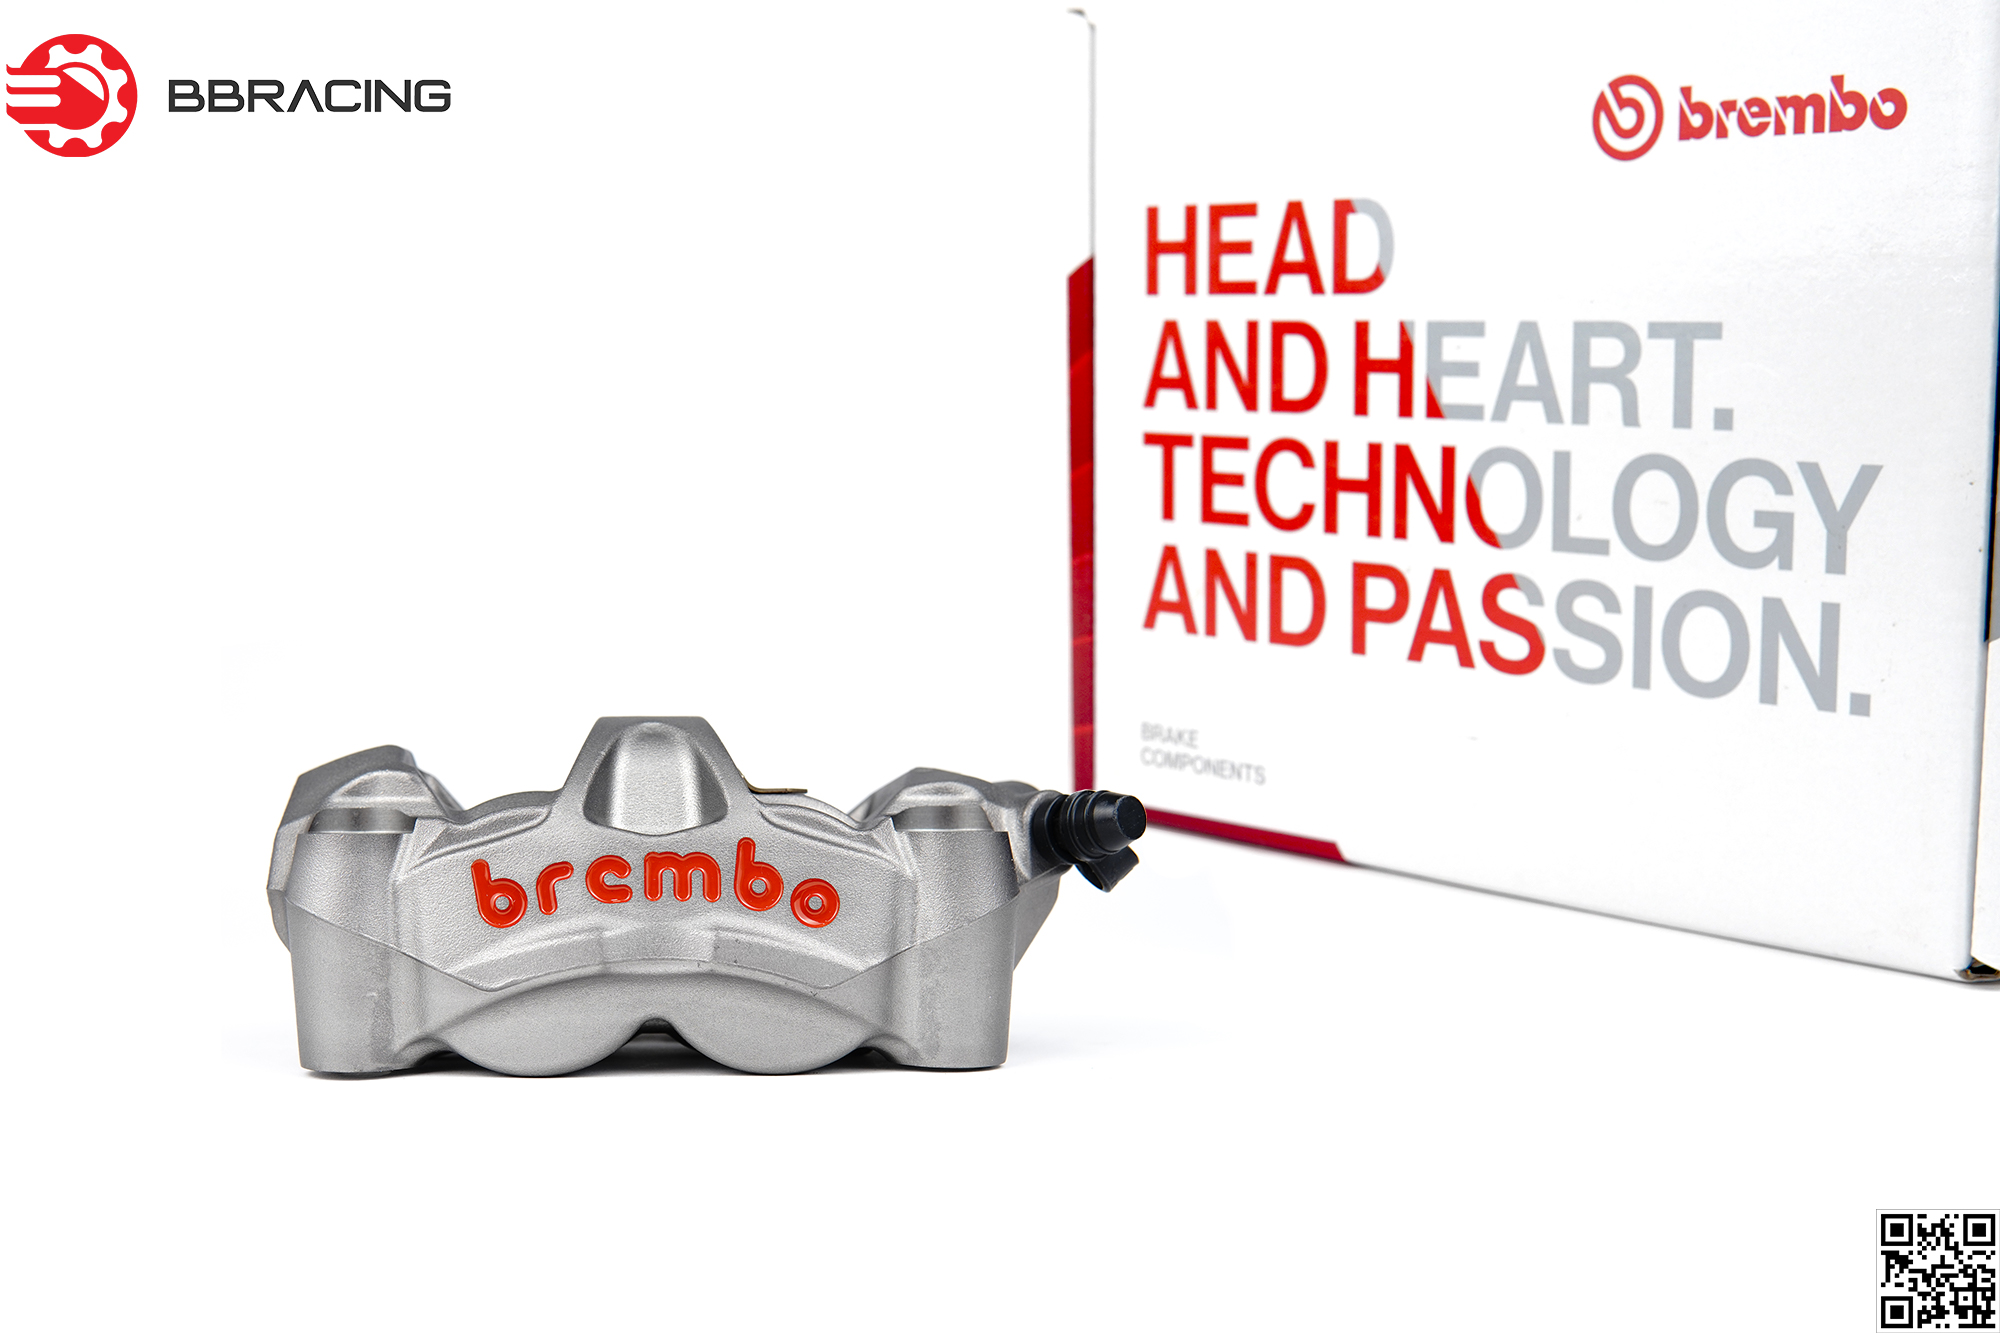 BBRACING
brembo
HEAD
AND HEART.
TECHNOLOGY
AND PASSION.
BRAKE
COMPONENTS
brembo